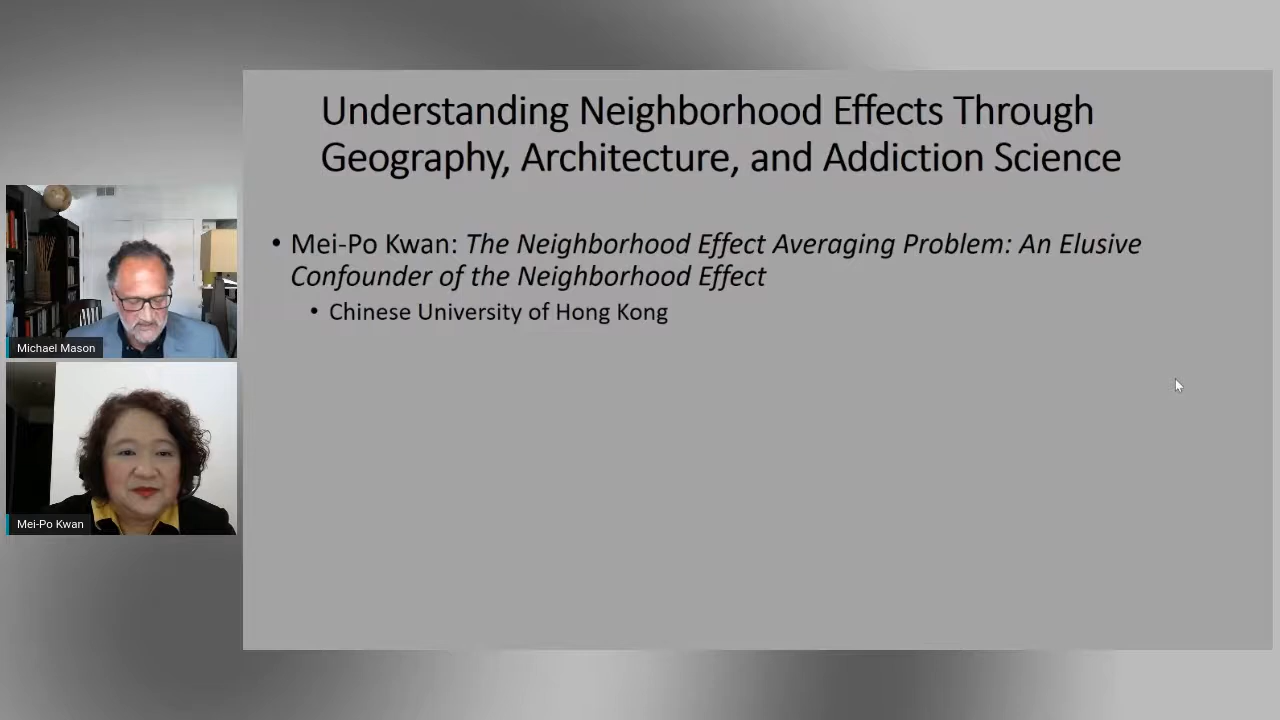 Understanding Neighborhood Effects Through
Geography, Architecture, and Addiction Science
• Mei-Po Kwan: The Neighborhood Effect Averaging Problem: An Elusive
Confounder of the Neighborhood Effect
• Chinese University of Hong Kong
Michael Mason
Mei-Po Kwan